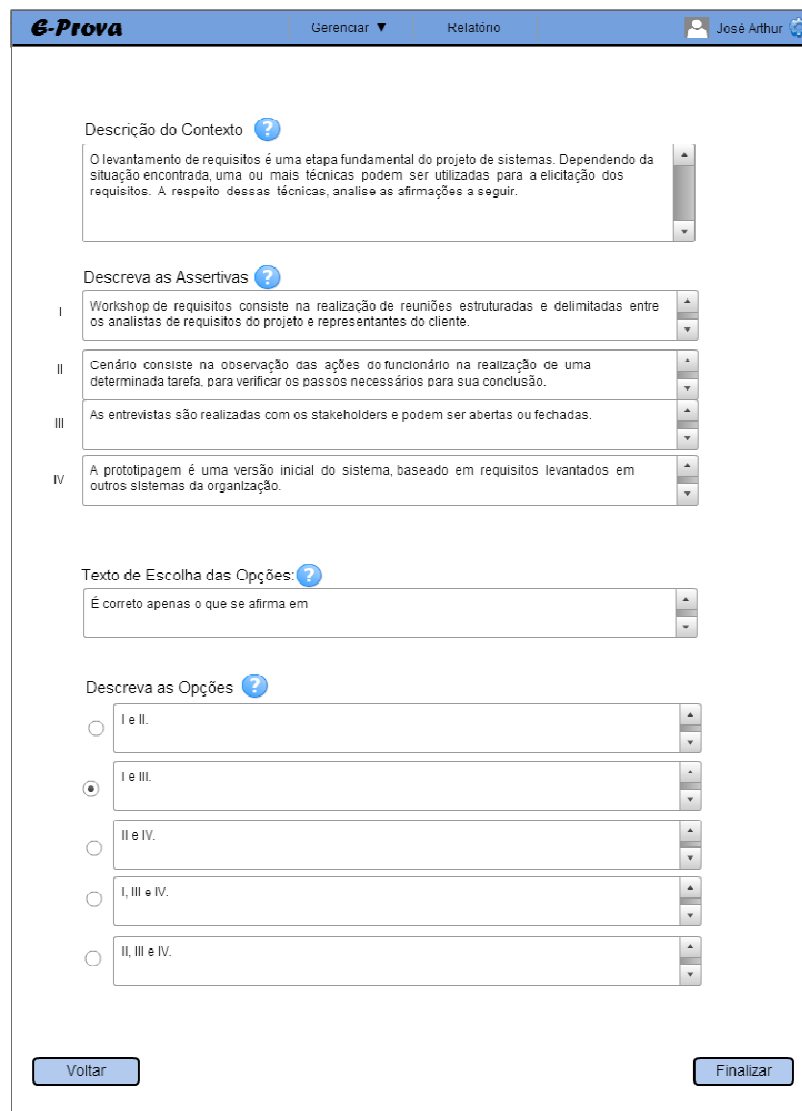 e-Prova Gerenciar ▼ Relatório José Arthur
Descrição do Contexto ?
O levantamento de requisitos é uma etapa fundamental do projeto de sistemas. Dependendo da
situação encontrada, uma ou mais técnicas podem ser utilizadas para a elicitação dos
requisitos. A respeito dessas técnicas, analise as afirmações a seguir.
Descreva as Assertivas ?
I Workshop de requisitos consiste na realização de reuniões estruturadas e delimitadas entre
os analistas de requisitos do projeto e representantes do cliente.
II Cenário consiste na observação das ações do funcionário na realização de uma
determinada tarefa, para verificar os passos necessários para sua conclusão.
III As entrevistas são realizadas com os stakeholders e podem ser abertas ou fechadas.
IV A prototipagem é uma versão inicial do sistema, baseado em requisitos levantados em
outros sistemas da organização.
Texto de Escolha das Opções: ?
É correto apenas o que se afirma em
Descreva as Opções ?
I e II.
I e III.
II e IV.
I, III e IV.
II, III e IV.
Voltar Finalizar